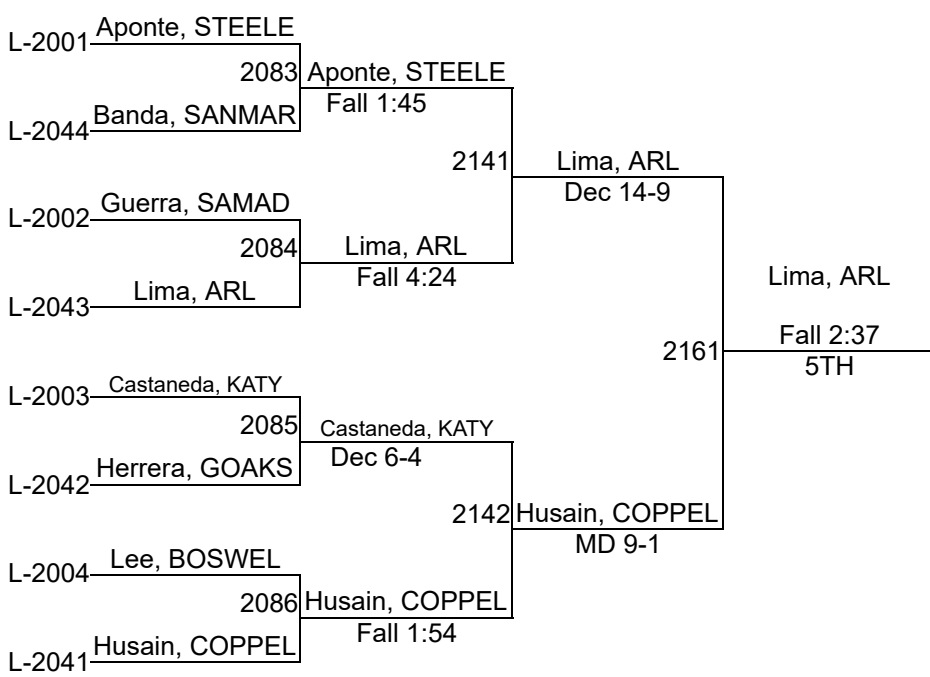 L-2001 Aponte, STEELE
2083 Aponte, STEELE
Fall 1:45
L-2044 Banda, SANMAR
2141 Lima, ARL
Dec 14-9
L-2002 Guerra, SAMAD
2084 Lima, ARL
Fall 4:24
L-2043 Lima, ARL
Lima, ARL
2161 Fall 2:37
5TH
L-2003 Castaneda, KATY
2085 Castaneda, KATY
Dec 6-4
L-2042 Herrera, GOAKS
2142 Husain, COPPEL
MD 9-1
L-2004 Lee, BOSWEL
2086 Husain, COPPEL
Fall 1:54
L-2041 Husain, COPPEL